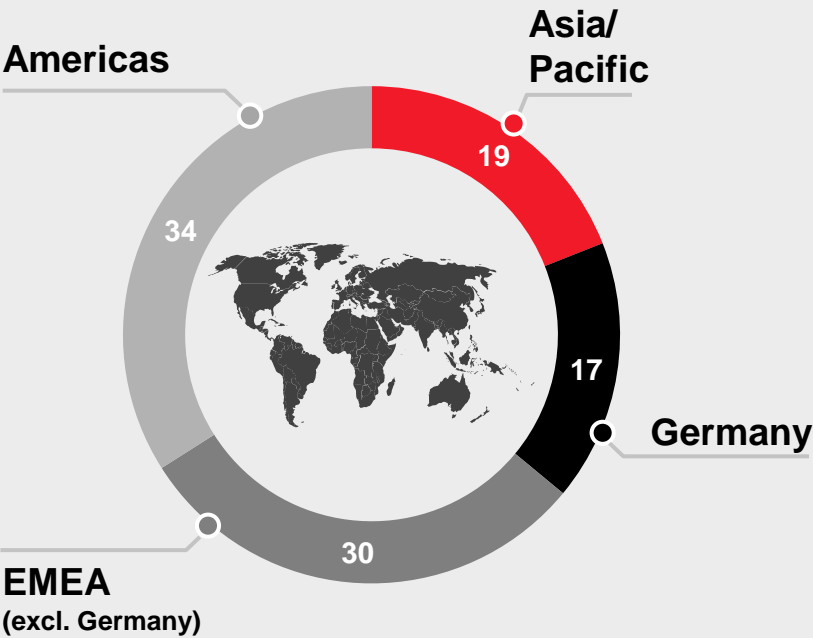 Americas
Asia/
Pacific
19
34
17
Germany
30
EMEA
(excl. Germany)